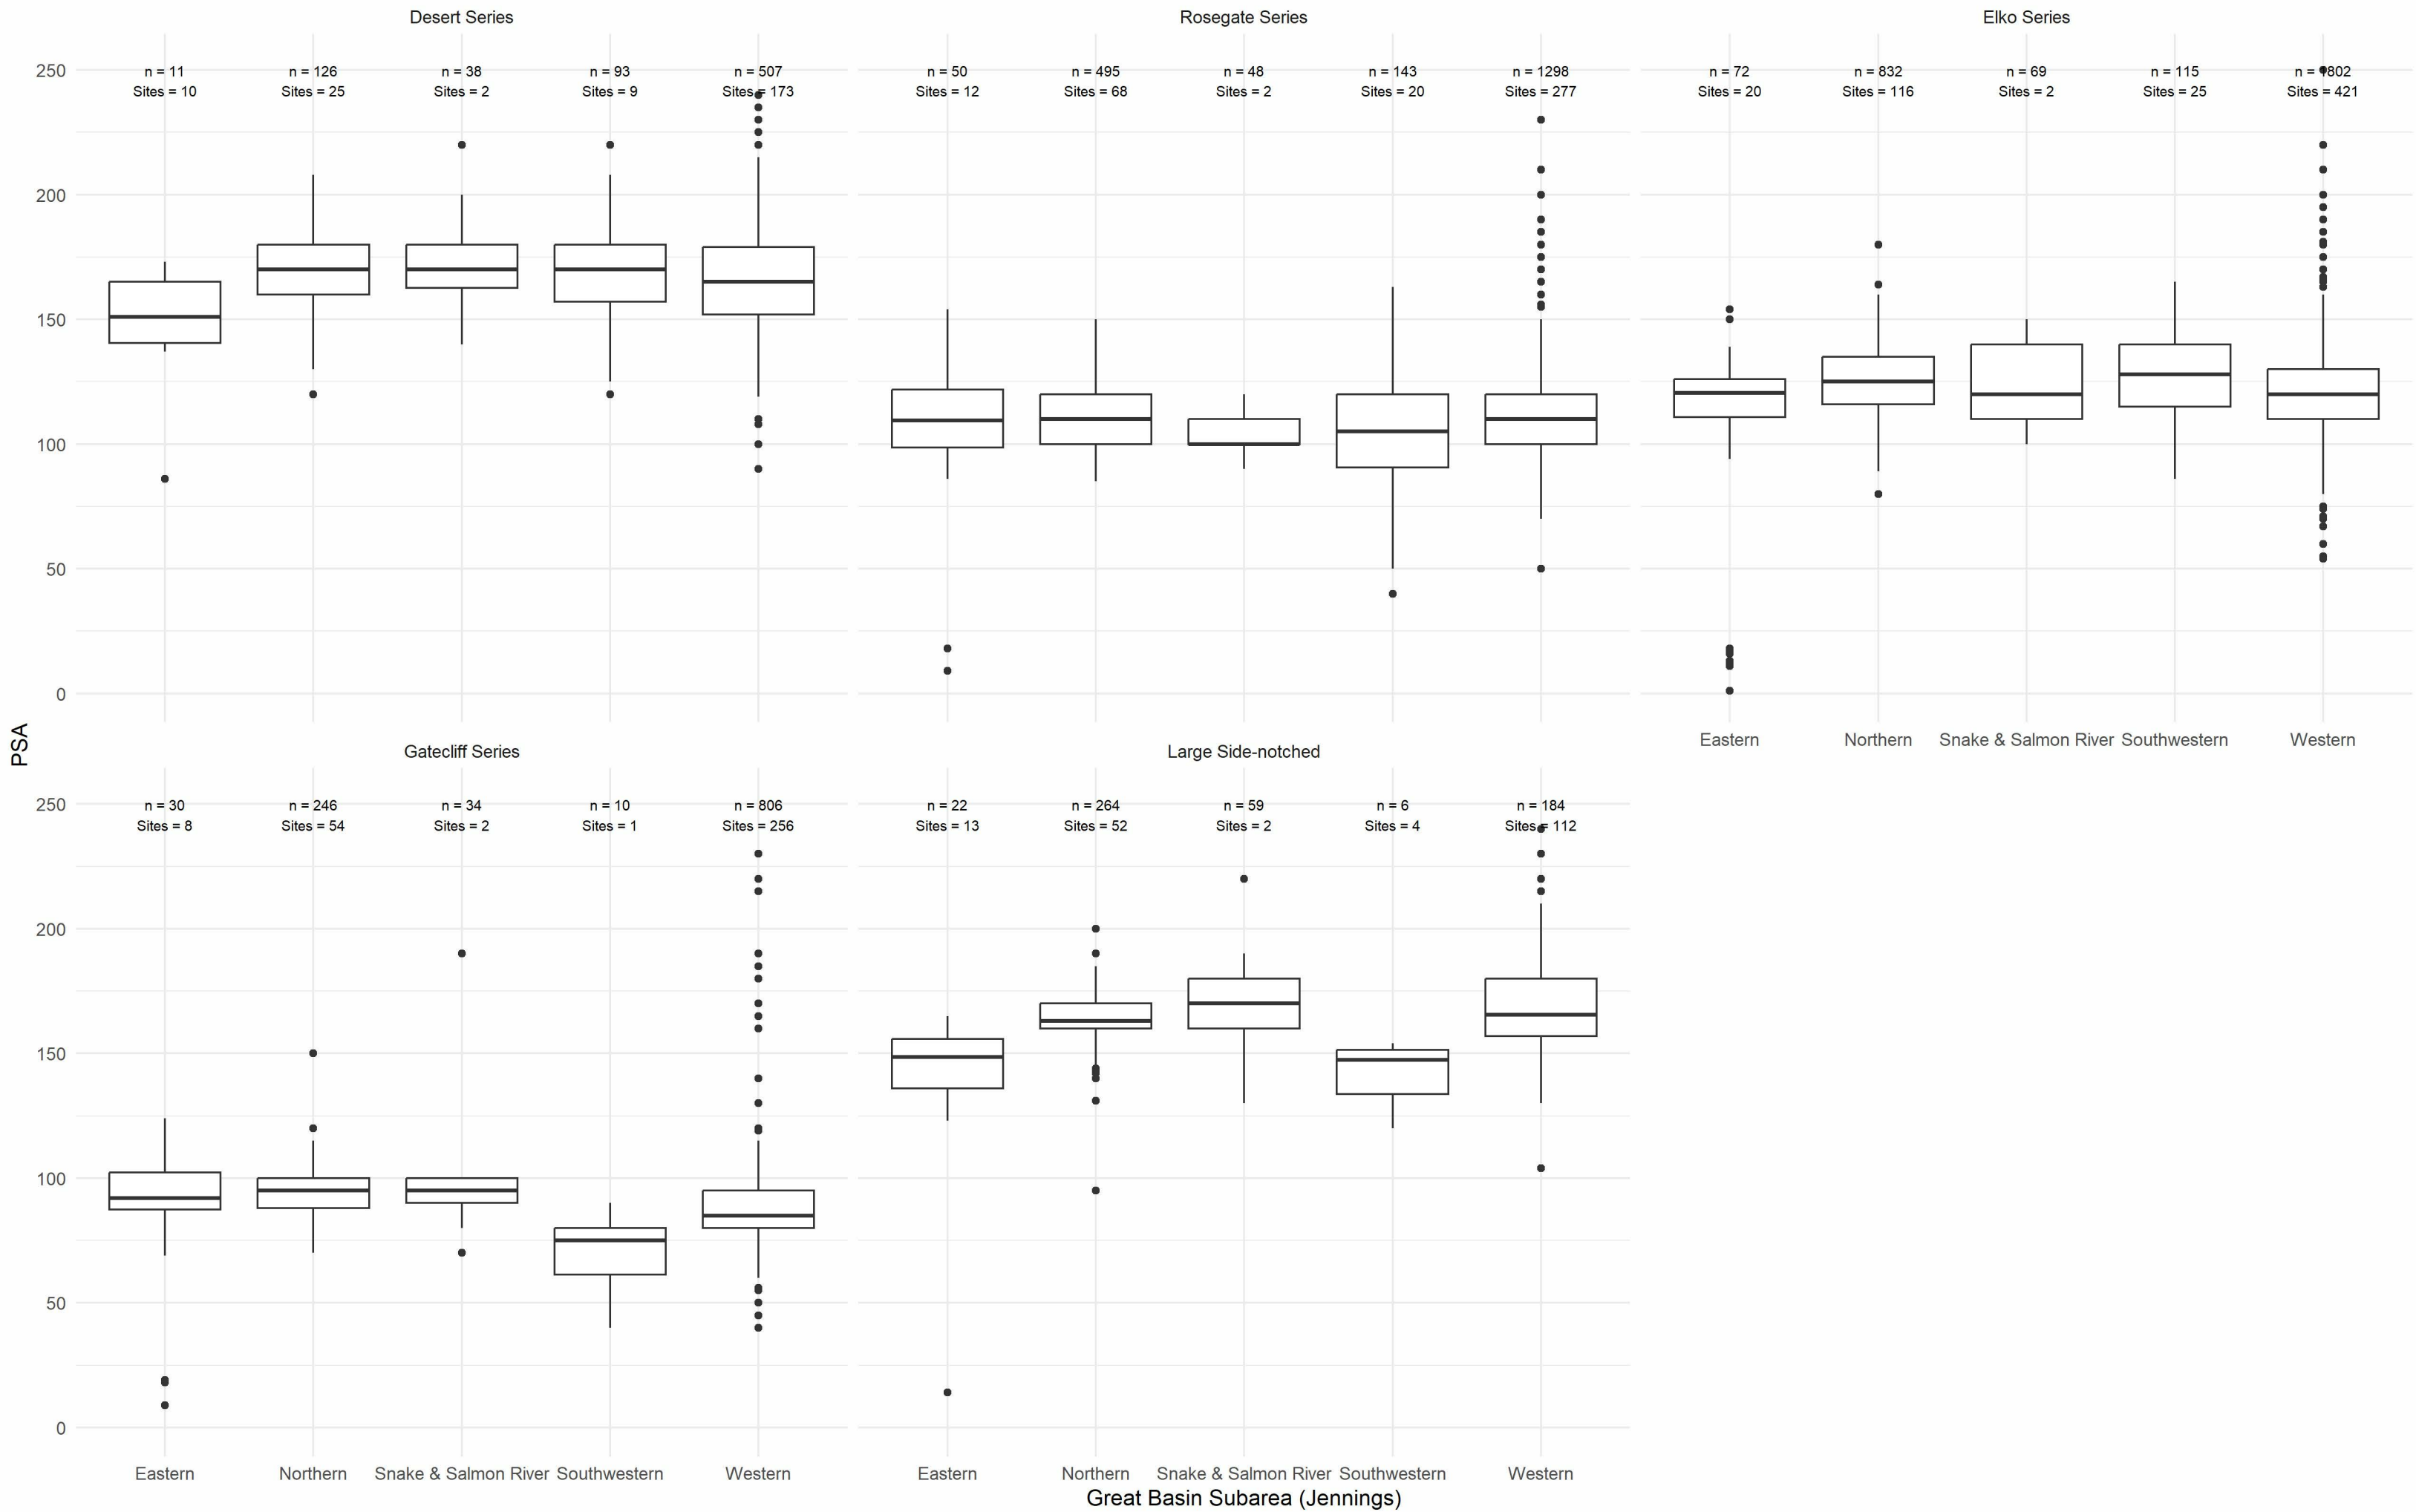 Desert Series
Rosegate Series
Elko Series
n = 11 n = 126 n = 38 n = 93 n = 507
Sites = 10 Sites = 25 Sites = 2 Sites = 9 Sites = 173
n = 50 n = 495 n = 48 n = 143 n = 1298
Sites = 12 Sites = 68 Sites = 2 Sites = 20 Sites = 277
n = 72 n = 832 n = 69 n = 115 n = 1802
Sites = 20 Sites = 116 Sites = 2 Sites = 25 Sites = 421
250
200
150
100
50
0
Eastern Northern Snake & Salmon River Southwestern Western
PSA
Gatecliff Series
Large Side-notched
n = 30 n = 246 n = 34 n = 10 n = 806
Sites = 8 Sites = 54 Sites = 2 Sites = 1 Sites = 256
n = 22 n = 264 n = 59 n = 6 n = 184
Sites = 13 Sites = 52 Sites = 2 Sites = 4 Sites = 112
250
200
150
100
50
0
Eastern Northern Snake & Salmon River Southwestern Western
Eastern Northern Snake & Salmon River Southwestern Western
Great Basin Subarea (Jennings)